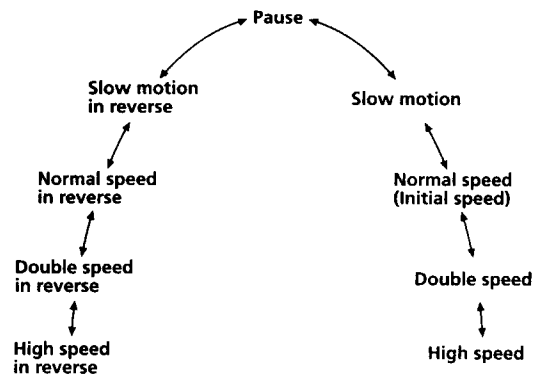 Pause
Slow motion
in reverse
Slow motion
Normal speed
in reverse
Normal speed
(Initial speed)
Double speed
in reverse
Double speed
High speed
in reverse
High speed